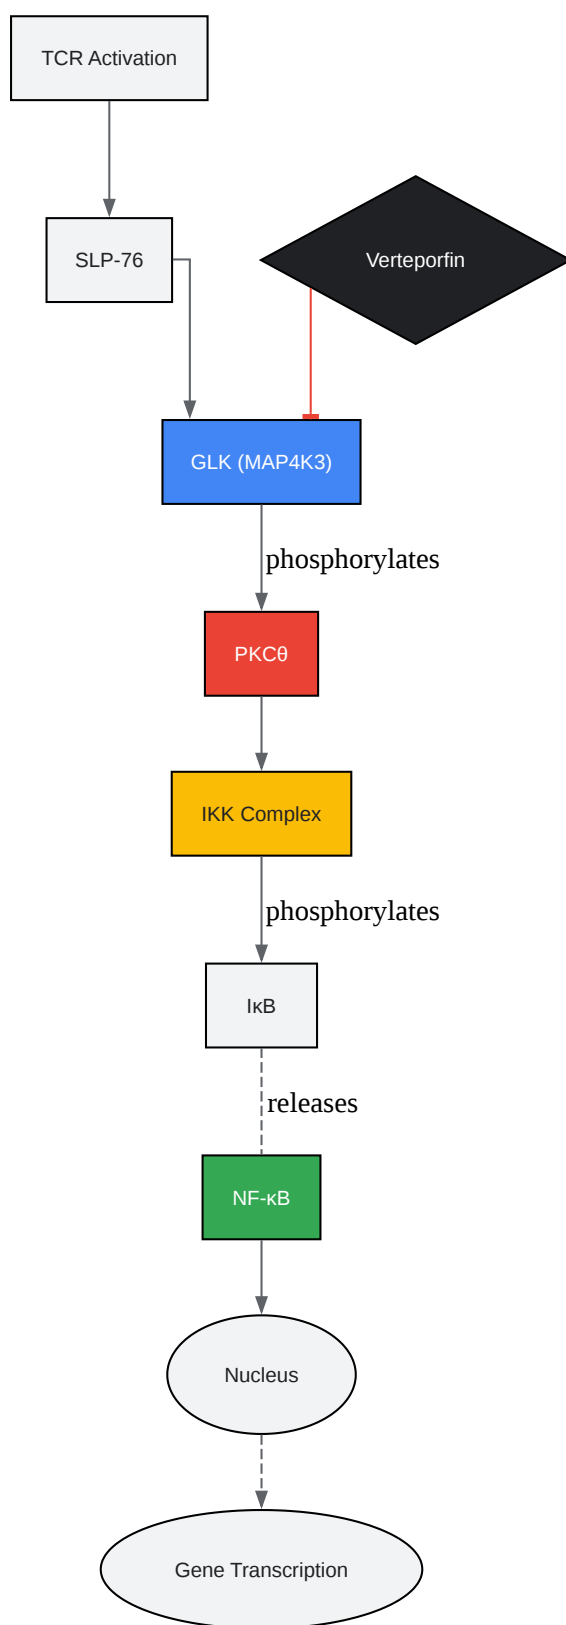 TCR Activation
SLP-76
Verteporfin
GLK (MAP4K3)
phosphorylates
PKCθ
IKK Complex
phosphorylates
IκB
releases
NF-κB
Nucleus
Gene Transcription